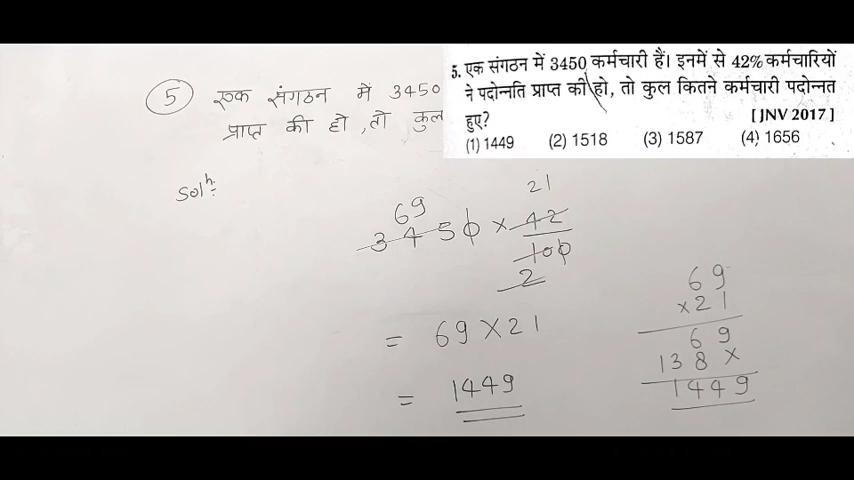 5. एक संगठन में 3450 कर्मचारी हैं। इनमें से 42% कर्मचारियों
ने पदोन्नति प्राप्त की हो, तो कुल कितने कर्मचारी पदोन्नत
हुए?
[JNV 2017]
(1) 1449 (2) 1518 (3) 1587 (4) 1656
5 एक संगठन में 3450
प्राप्त की हो, तो कुल
Solⁿ:
21
69
3450 × 42
100
2
= 69 × 21
= 1449
69
×21
69
138×
1449